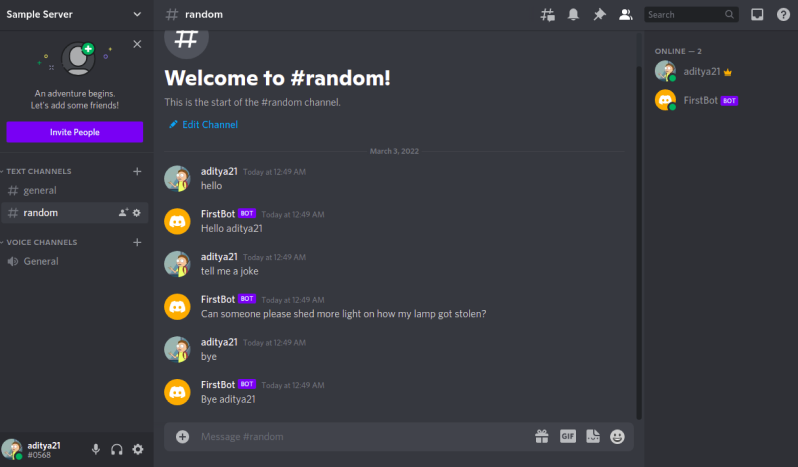 Sample Server
An adventure begins.
Let's add some friends!
Invite People
TEXT CHANNELS
general
random
VOICE CHANNELS
General
aditya21
#0568
# random
Search
#
Welcome to #random!
This is the start of the #random channel.
Edit Channel
March 3, 2022
aditya21 Today at 12:49 AM
hello
FirstBot BOT Today at 12:49 AM
Hello aditya21
aditya21 Today at 12:49 AM
tell me a joke
FirstBot BOT Today at 12:49 AM
Can someone please shed more light on how my lamp got stolen?
aditya21 Today at 12:49 AM
bye
FirstBot BOT Today at 12:49 AM
Bye aditya21
Message #random
GIF
ONLINE — 2
aditya21
FirstBot BOT